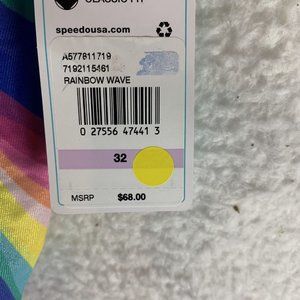 CLASSIC FIT
speedousa.com
A577811719
7192115461
RAINBOW WAVE
0 27556 47441 3
32
MSRP $68.00